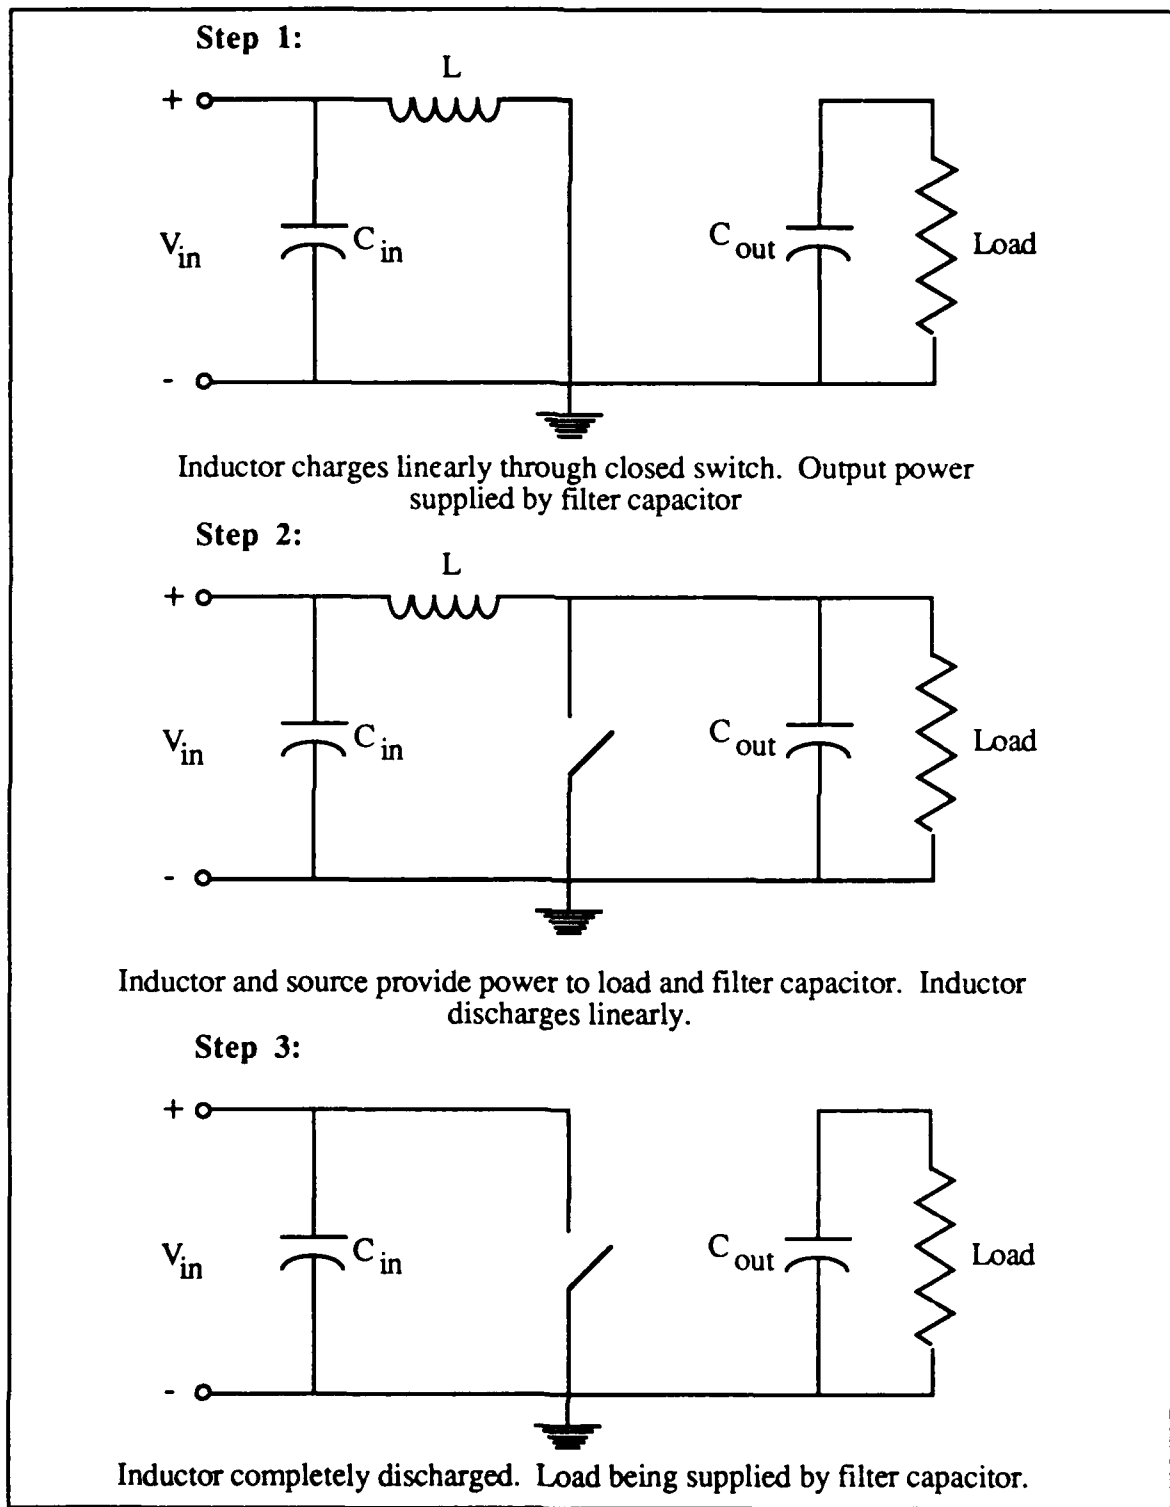 Step 1:
L
+
V in
C in
C out
Load
-
Inductor charges linearly through closed switch. Output power
supplied by filter capacitor
Step 2:
L
+
V in
C in
C out
Load
-
Inductor and source provide power to load and filter capacitor. Inductor
discharges linearly.
Step 3:
+
V in
C in
C out
Load
-
Inductor completely discharged. Load being supplied by filter capacitor.